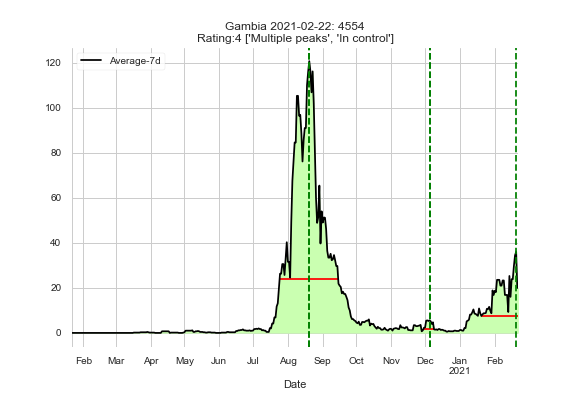 Gambia 2021-02-22: 4554
Rating:4 ['Multiple peaks', 'In control']
Average-7d
120
100
80
60
40
20
0
Feb Mar Apr May Jun Jul Aug Sep Oct Nov Dec Jan Feb
2021
Date